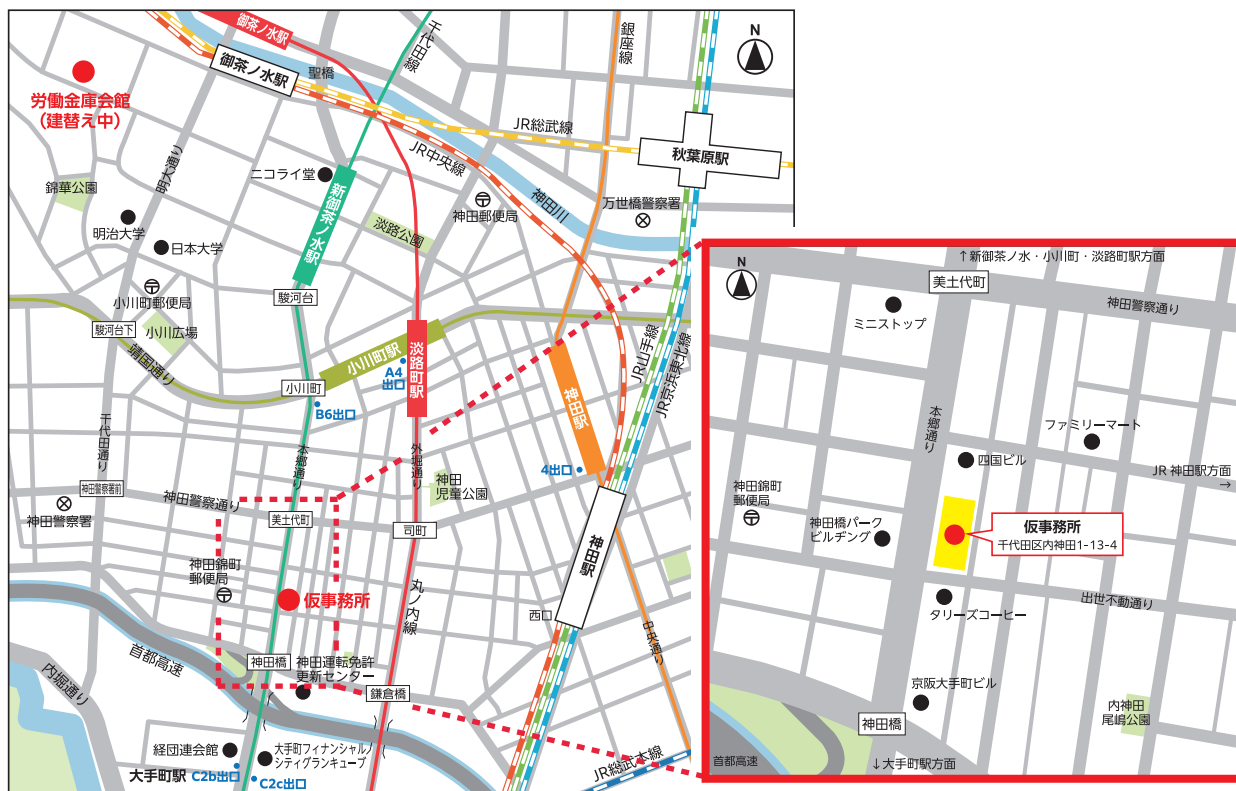 御茶ノ水駅
御茶ノ水駅
聖橋
千代田線
銀座線
N
労働金庫会館
(建替え中)
明大通り
JR総武線
JR中央線
秋葉原駅
錦華公園
ニコライ堂
新御茶ノ水駅
淡路公園
神田郵便局
神田川
万世橋警察署
明治大学
日本大学
小川町郵便局
駿河台
駿河台下
小川広場
靖国通り
小川町駅
淡路町駅
A4
出口
小川町
B6出口
JR山手線
JR京浜東北線
神田駅
4出口
千代田通り
本郷通り
外堀通り
神田
児童公園
神田警察署前
神田警察署
神田警察通り
美土代町
司町
神田錦町
郵便局
仮事務所
丸ノ内線
神田駅
西口
中央通り
首都高速
内堀通り
神田橋
神田運転免許
更新センター
鎌倉橋
経団連会館
大手町駅
C2b出口
大手町フィナンシャル
シティグランキューブ
C2c出口
JR総武本線
N
↑新御茶ノ水・小川町・淡路町駅方面
美土代町
神田警察通り
ミニストップ
本郷通り
ファミリーマート
四国ビル
JR 神田駅方面
→
神田錦町
郵便局
神田橋パーク
ビルヂング
仮事務所
千代田区内神田1-13-4
出世不動通り
タリーズコーヒー
京阪大手町ビル
神田橋
内神田
尾嶋公園
首都高速
↓大手町駅方面